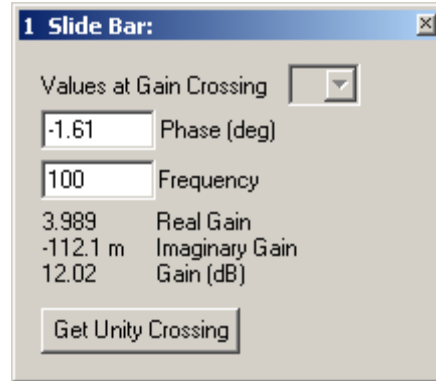 1 Slide Bar:
Values at Gain Crossing
-1.61 Phase (deg)
100 Frequency
3.989 Real Gain
-112.1 m Imaginary Gain
12.02 Gain (dB)
Get Unity Crossing